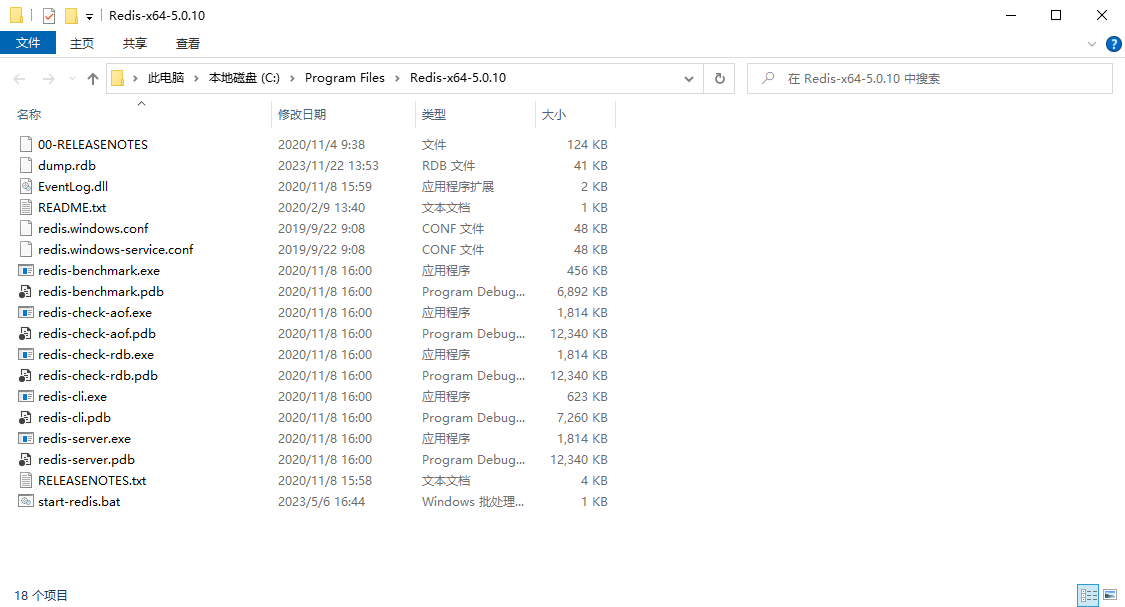 Redis-x64-5.0.10
文件 主页 共享 查看
此电脑 本地磁盘 (C:) Program Files Redis-x64-5.0.10 在 Redis-x64-5.0.10 中搜索
名称 修改日期 类型 大小
00-RELEASENOTES 2020/11/4 9:38 文件 124 KB
dump.rdb 2023/11/22 13:53 RDB 文件 41 KB
EventLog.dll 2020/11/8 15:59 应用程序扩展 2 KB
README.txt 2020/2/9 13:40 文本文档 1 KB
redis.windows.conf 2019/9/22 9:08 CONF 文件 48 KB
redis.windows-service.conf 2019/9/22 9:08 CONF 文件 48 KB
redis-benchmark.exe 2020/11/8 16:00 应用程序 456 KB
redis-benchmark.pdb 2020/11/8 16:00 Program Debug... 6,892 KB
redis-check-aof.exe 2020/11/8 16:00 应用程序 1,814 KB
redis-check-aof.pdb 2020/11/8 16:00 Program Debug... 12,340 KB
redis-check-rdb.exe 2020/11/8 16:00 应用程序 1,814 KB
redis-check-rdb.pdb 2020/11/8 16:00 Program Debug... 12,340 KB
redis-cli.exe 2020/11/8 16:00 应用程序 623 KB
redis-cli.pdb 2020/11/8 16:00 Program Debug... 7,260 KB
redis-server.exe 2020/11/8 16:00 应用程序 1,814 KB
redis-server.pdb 2020/11/8 16:00 Program Debug... 12,340 KB
RELEASENOTES.txt 2020/11/8 15:58 文本文档 4 KB
start-redis.bat 2023/5/6 16:44 Windows 批处理... 1 KB
18 个项目